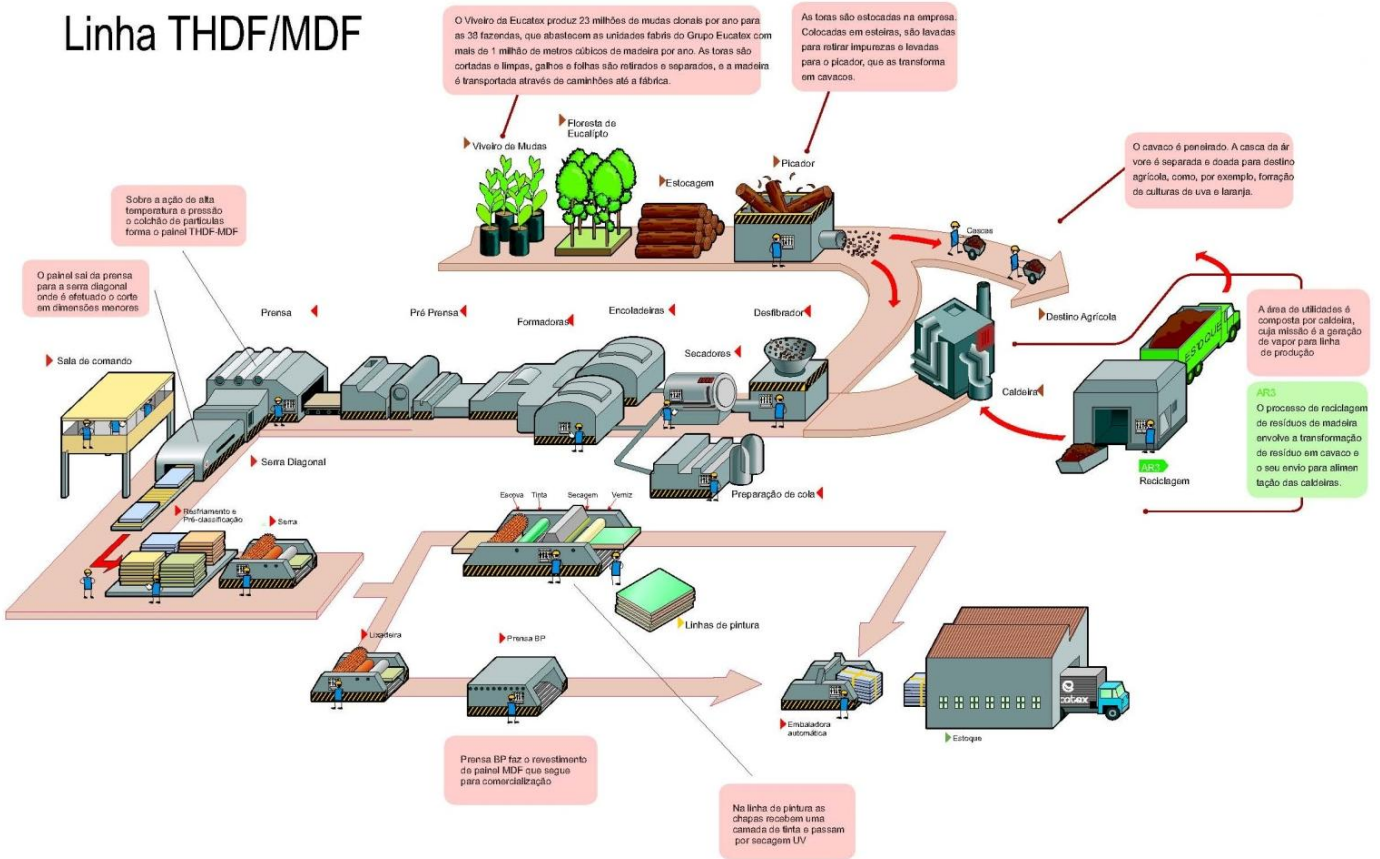 Linha THDF/MDF
O Viveiro da Eucatex produz 23 milhões de mudas clonais por ano para
as 38 fazendas, que abastecem as unidades fabris do Grupo Eucatex com
mais de 1 milhão de metros cúbicos de madeira por ano. As toras são
cortadas e limpas, galhos e folhas são retirados e separados, e a madeira
é transportada através de caminhões até a fábrica.
As toras são estocadas na empresa.
Colocadas em esteiras, são lavadas
para retirar impurezas e levadas
para o picador, que as transforma
em cavacos.
Viveiro de Mudas
Floresta de
Eucalípto
Estocagem
Picador
O cavaco é peneirado. A casca da ár
vore é separada e doada para destino
agrícola, como, por exemplo, forração
de culturas de uva e laranja.
Cascas
Destino Agrícola
Sobre a ação de alta
temperatura e pressão
o colchão de partículas
forma o painel THDF-MDF
O painel sai da prensa
para a serra diagonal
onde é efetuado o corte
em dimensões menores
Sala de comando
Prensa
Pré Prensa
Formadoras
Encoladeiras
Secadores
Desfibrador
Caldeira
ESTOQUE
A área de utilidades é
composta por caldeira,
cuja missão é a geração
de vapor para linha
de produção
AR3
O processo de reciclagem
de resíduos de madeira
envolve a transformação
de resíduo em cavaco e
o seu envio para alimen
tação das caldeiras.
AR3
Reciclagem
Serra Diagonal
Preparação de cola
Resfriamento e
Pré-classificação
Serra
Escova Tinta Secagem Verniz
Linhas de pintura
Lixadeira
Prensa BP
Embaladora
automática
Estoque
catex
Prensa BP faz o revestimento
de painel MDF que segue
para comercialização
Na linha de pintura as
chapas recebem uma
camada de tinta e passam
por secagem UV